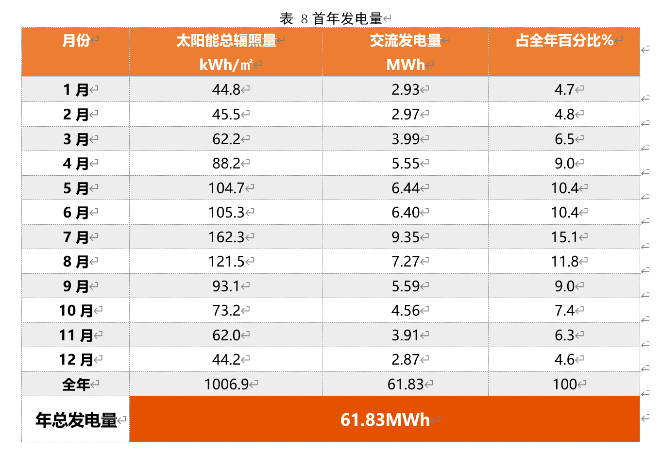 表 8 首年发电量
月份 太阳能总辐照量 交流发电量 占全年百分比%
kWh/㎡ MWh
1 月 44.8 2.93 4.7
2 月 45.5 2.97 4.8
3 月 62.2 3.99 6.5
4 月 88.2 5.55 9.0
5 月 104.7 6.44 10.4
6 月 105.3 6.40 10.4
7 月 162.3 9.35 15.1
8 月 121.5 7.27 11.8
9 月 93.1 5.59 9.0
10 月 73.2 4.56 7.4
11 月 62.0 3.91 6.3
12 月 44.2 2.87 4.6
全年 1006.9 61.83 100
年总发电量 61.83MWh